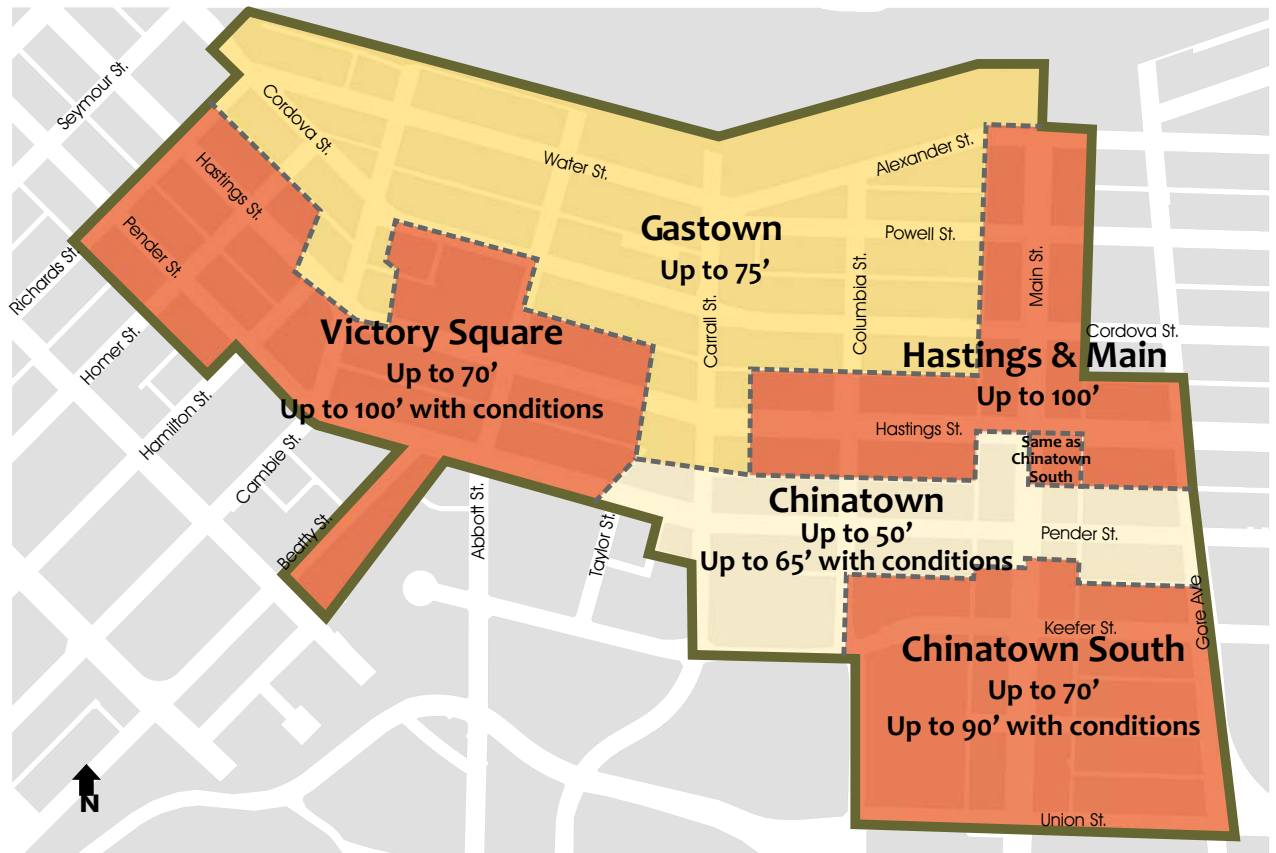 Seymour St.
Cordova St.
Hastings St.
Pender St.
Richards St.
Homer St.
Hamilton St.
Cambie St.
Beatty St.
Abbott St.
Taylor St.
Water St.
Alexander St.
Powell St.
Carrall St.
Columbia St.
Main St.
Gastown
Up to 75’
Victory Square
Up to 70’
Up to 100’ with conditions
Cordova St.
Hastings & Main
Up to 100’
Hastings St.
Same as
Chinatown
South
Chinatown
Up to 50’
Up to 65’ with conditions
Pender St.
Gore Ave
Keefer St.
Chinatown South
Up to 70’
Up to 90’ with conditions
Union St.
N